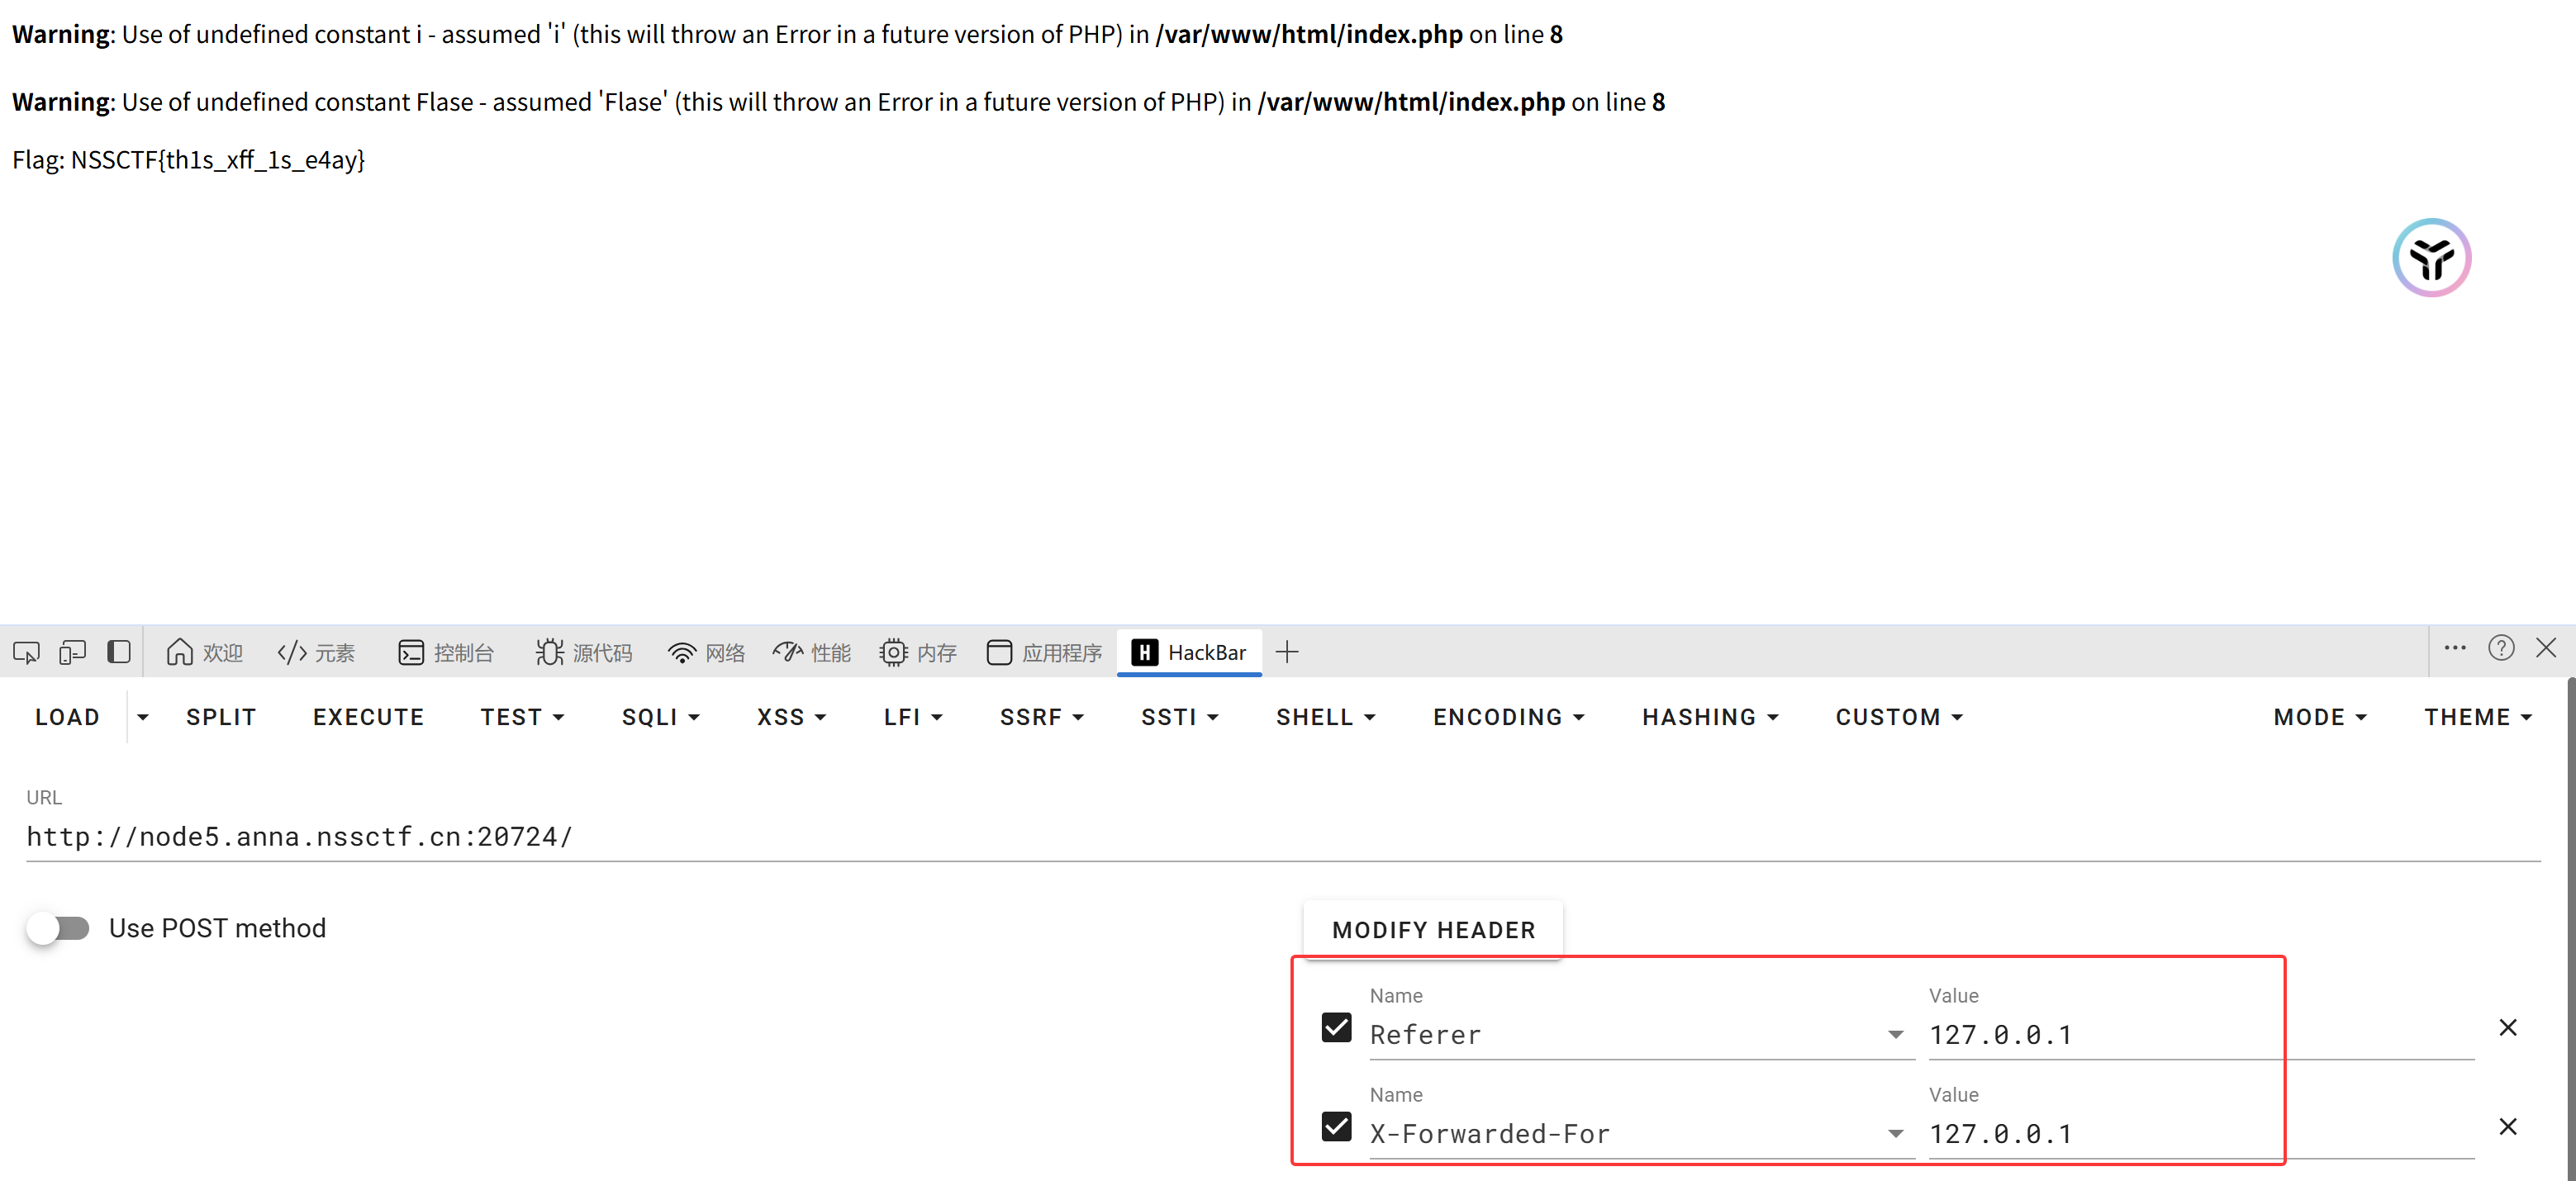 Warning: Use of undefined constant i - assumed 'i' (this will throw an Error in a future version of PHP) in /var/www/html/index.php on line 8
Warning: Use of undefined constant Flase - assumed 'Flase' (this will throw an Error in a future version of PHP) in /var/www/html/index.php on line 8
Flag: NSSCTF{th1s_xff_1s_e4ay}
欢迎 </> 元素 控制台 源代码 网络 性能 内存 应用程序 H HackBar
LOAD SPLIT EXECUTE TEST SQLI XSS LFI SSRF SSTI SHELL ENCODING HASHING CUSTOM MODE THEME
URL
http://node5.anna.nssctf.cn:20724/
Use POST method
MODIFY HEADER
Name Value
Referer 127.0.0.1
Name Value
X-Forwarded-For 127.0.0.1